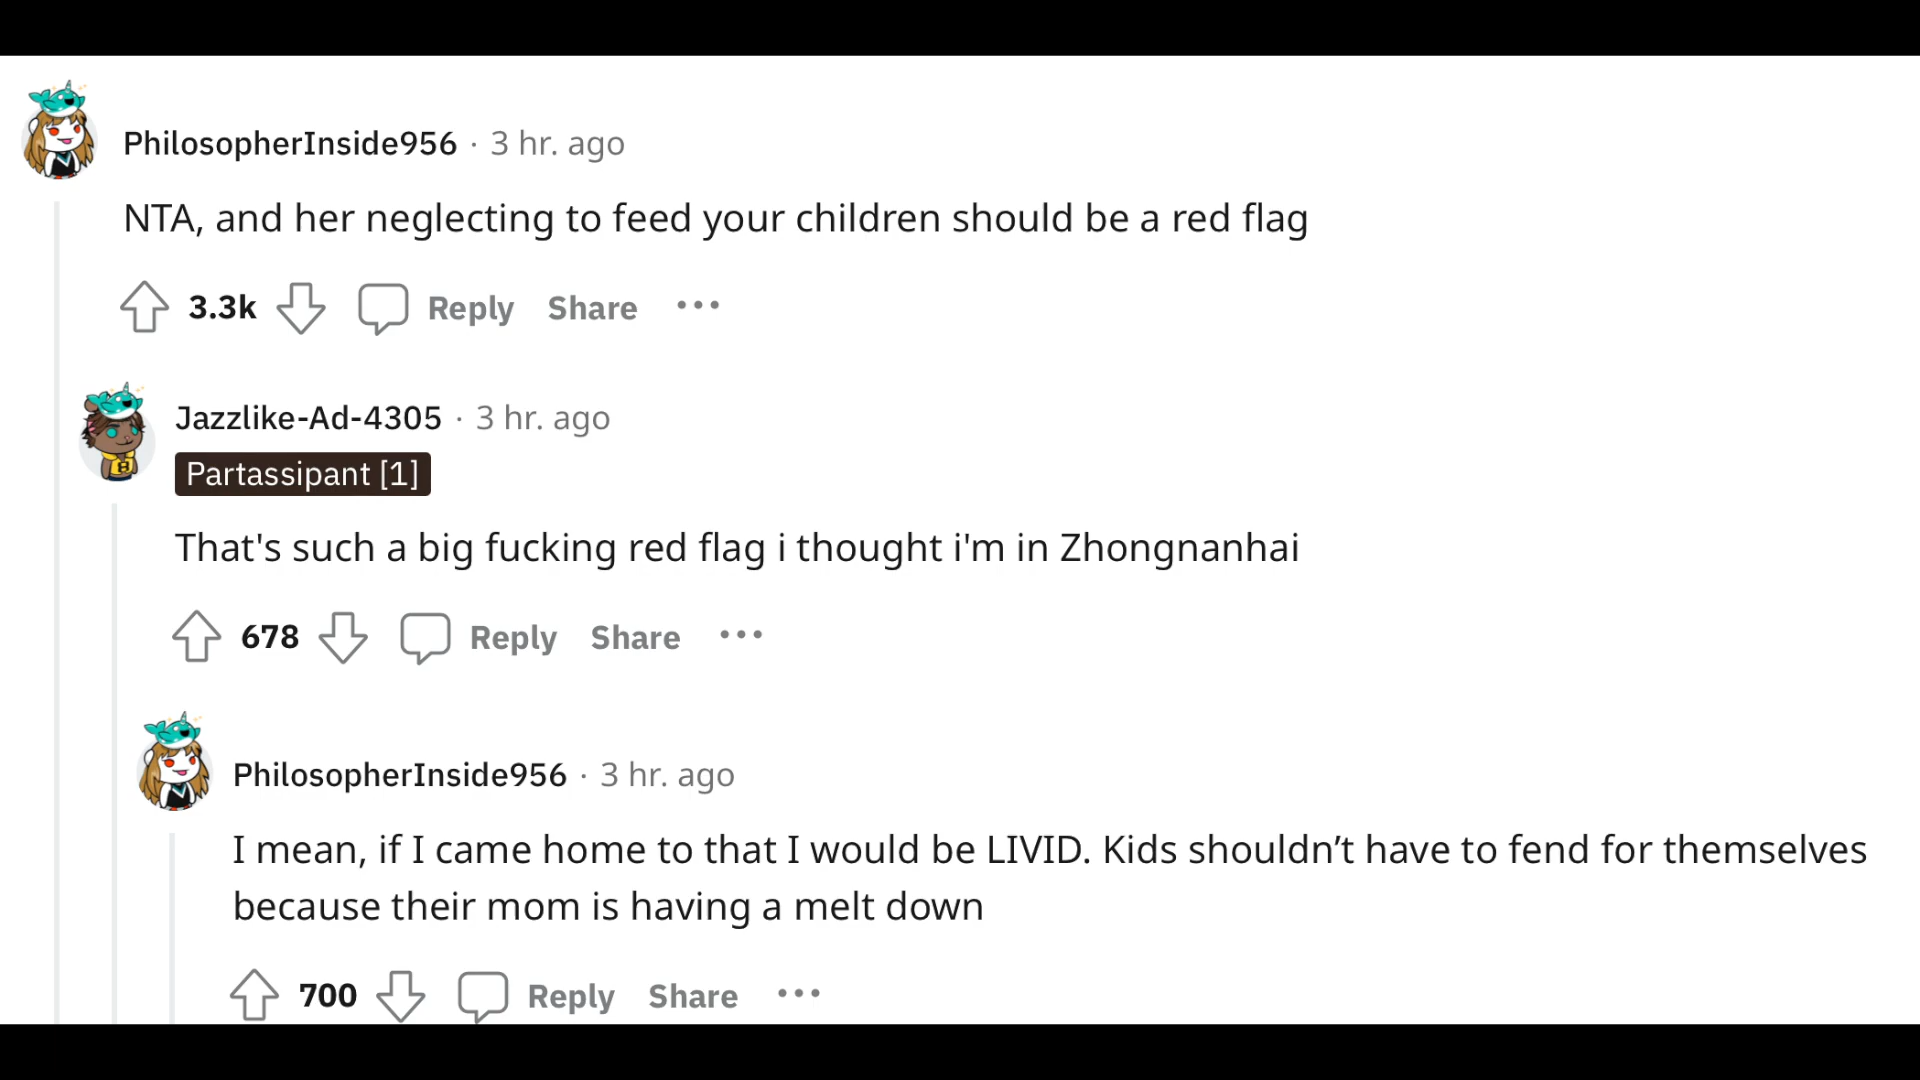 PhilosopherInside956 · 3 hr. ago
NTA, and her neglecting to feed your children should be a red flag
3.3k Reply Share ···
Jazzlike-Ad-4305 · 3 hr. ago
Partassipant [1]
That's such a big fucking red flag i thought i'm in Zhongnanhai
678 Reply Share ···
PhilosopherInside956 · 3 hr. ago
I mean, if I came home to that I would be LIVID. Kids shouldn’t have to fend for themselves
because their mom is having a melt down
700 Reply Share ···